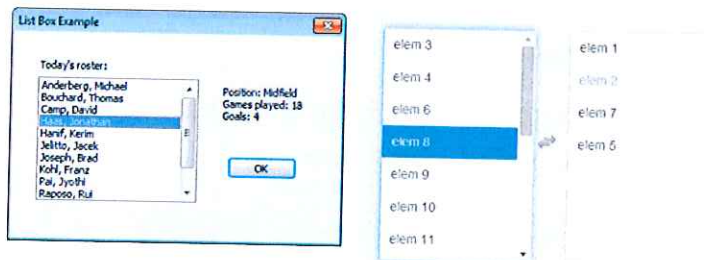 List Box Example
Today's roster:
Anderberg, Michael
Bouchard, Thomas
Camp, David
Haas, Jonathan
Hanif, Kerim
Jelitto, Jacek
Joseph, Brad
Kohl, Franz
Pai, Jyothi
Raposo, Rui
Position: Midfield
Games played: 18
Goals: 4
OK
elem 3
elem 4
elem 6
elem 8
elem 9
elem 10
elem 11
elem 1
elem 2
elem 7
elem 5